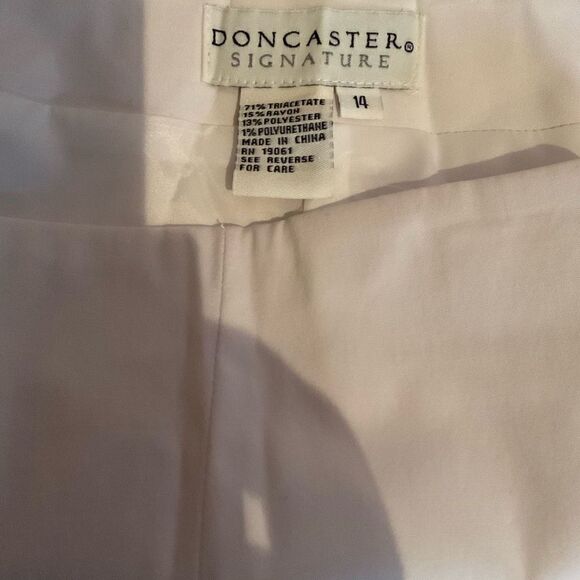 DONCASTER®
SIGNATURE
14
71% TRIACETATE
15% RAYON
13% POLYESTER
1% POLYURETHANE
MADE IN CHINA
RN 19061
SEE REVERSE
FOR CARE